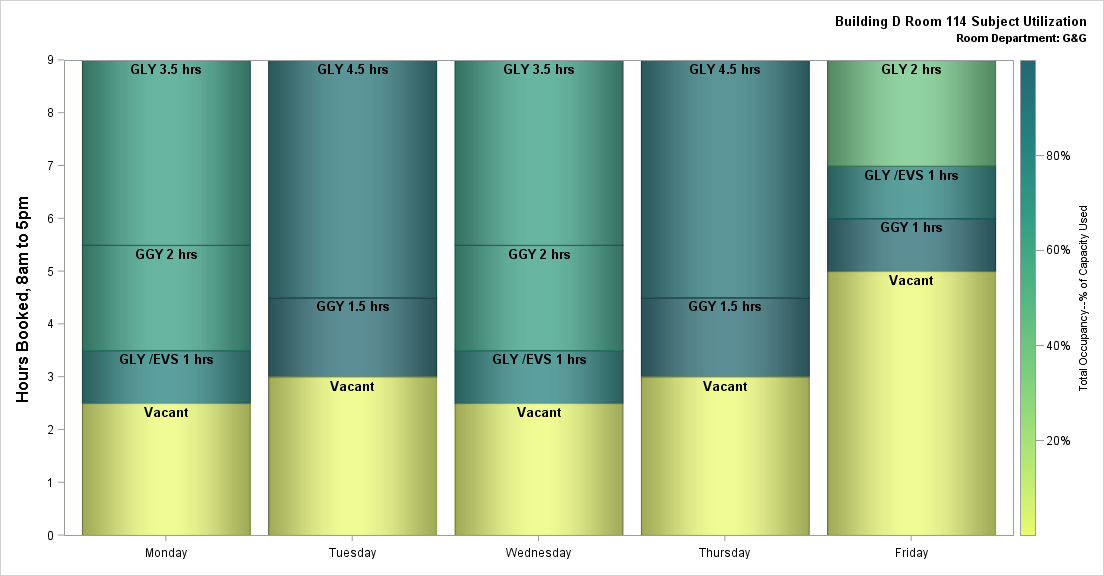 Building D Room 114 Subject Utilization
Room Department: G&G
Hours Booked, 8am to 5pm
9
8
7
6
5
4
3
2
1
0
GLY 3.5 hrs
GGY 2 hrs
GLY /EVS 1 hrs
Vacant
GLY 4.5 hrs
GGY 1.5 hrs
Vacant
GLY 3.5 hrs
GGY 2 hrs
GLY /EVS 1 hrs
Vacant
GLY 4.5 hrs
GGY 1.5 hrs
Vacant
GLY 2 hrs
GLY /EVS 1 hrs
GGY 1 hrs
Vacant
Monday
Tuesday
Wednesday
Thursday
Friday
80%
60%
40%
20%
Total Occupancy--% of Capacity Used